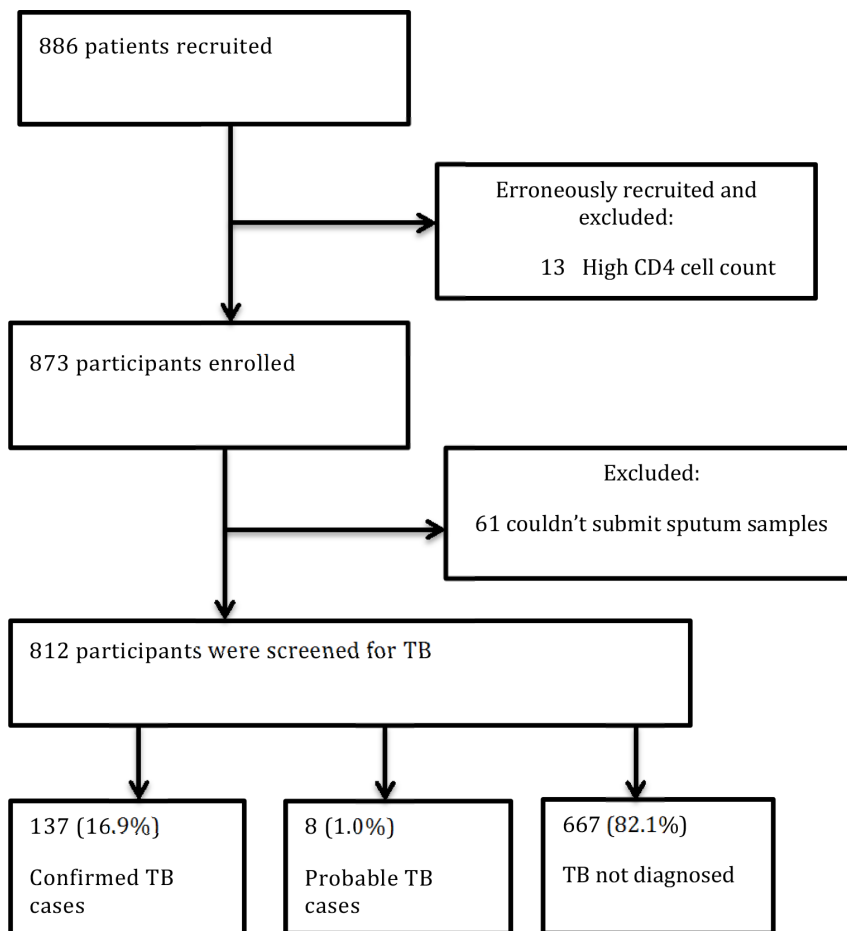 886 patients recruited
Erroneously recruited and
excluded:
13 High CD4 cell count
873 participants enrolled
Excluded:
61 couldn't submit sputum samples
812 participants were screened for TB
137 (16.9%)
Confirmed TB
cases
8 (1.0%)
Probable TB
cases
667 (82.1%)
TB not diagnosed